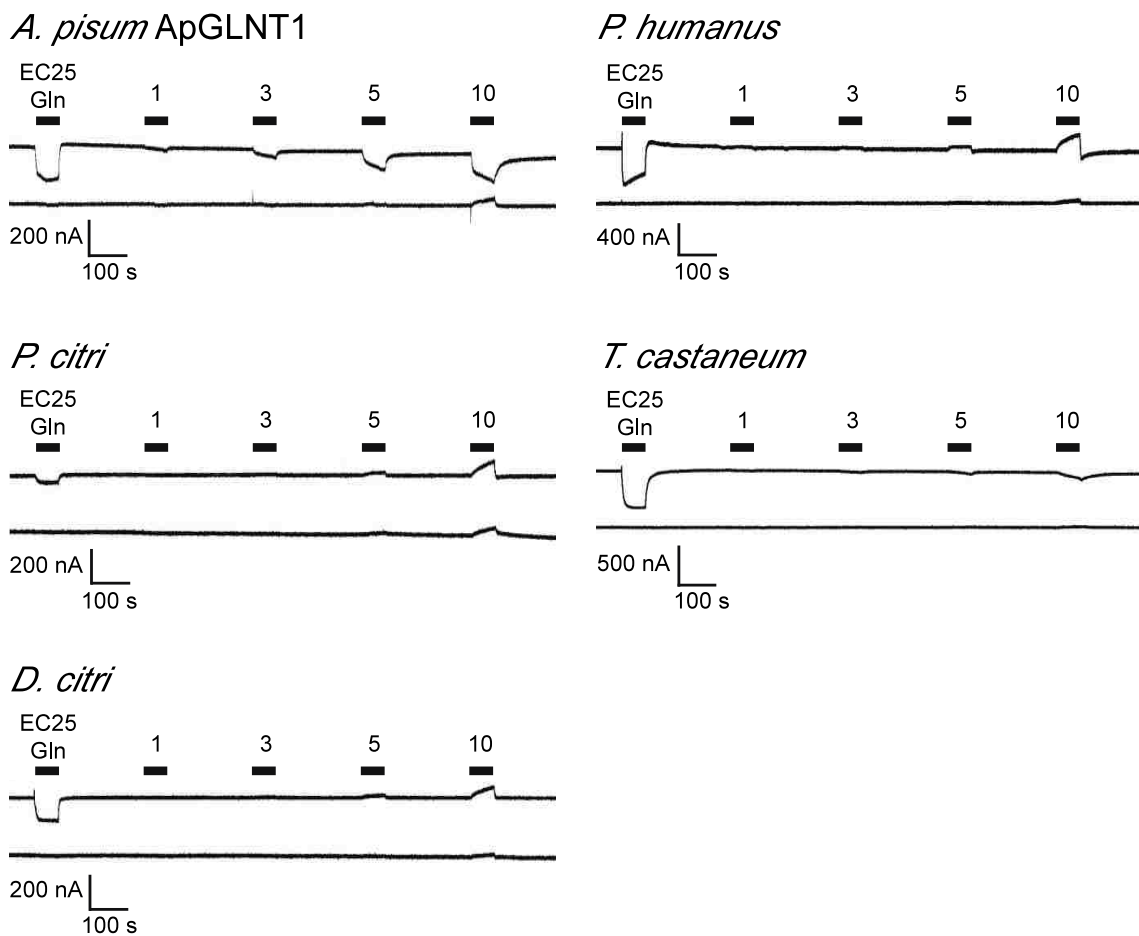 A. pisum ApGLNT1
EC25
Gln 1 3 5 10
200 nA
100 s
P. humanus
EC25
Gln 1 3 5 10
400 nA
100 s
P. citri
EC25
Gln 1 3 5 10
200 nA
100 s
T. castaneum
EC25
Gln 1 3 5 10
500 nA
100 s
D. citri
EC25
Gln 1 3 5 10
200 nA
100 s